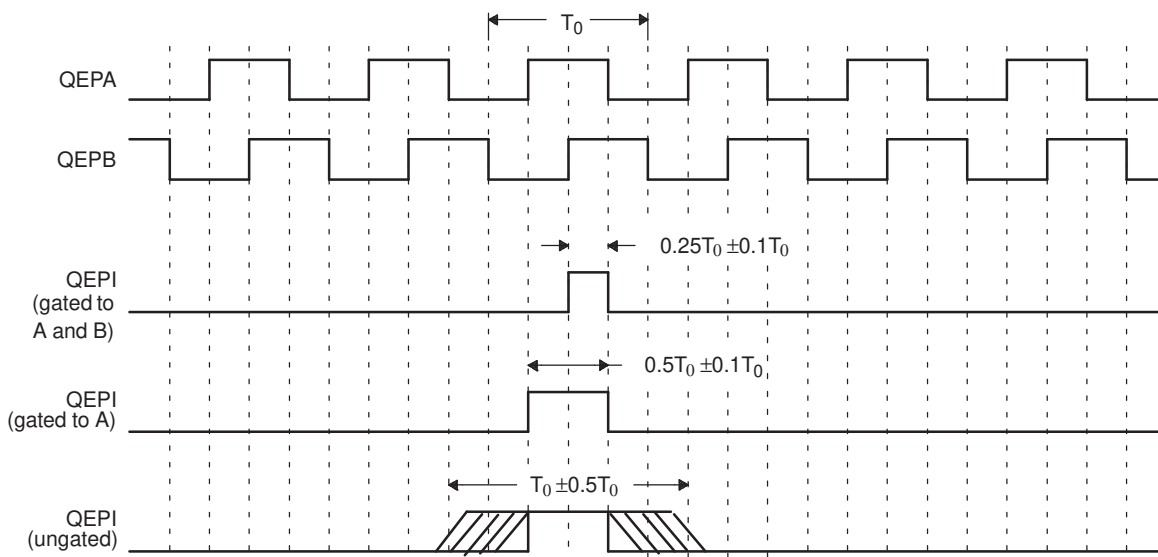 T₀
QEPA
QEPB
0.25T₀ ±0.1T₀
QEPI
(gated to
A and B)
0.5T₀ ±0.1T₀
QEPI
(gated to A)
T₀ ±0.5T₀
QEPI
(ungated)